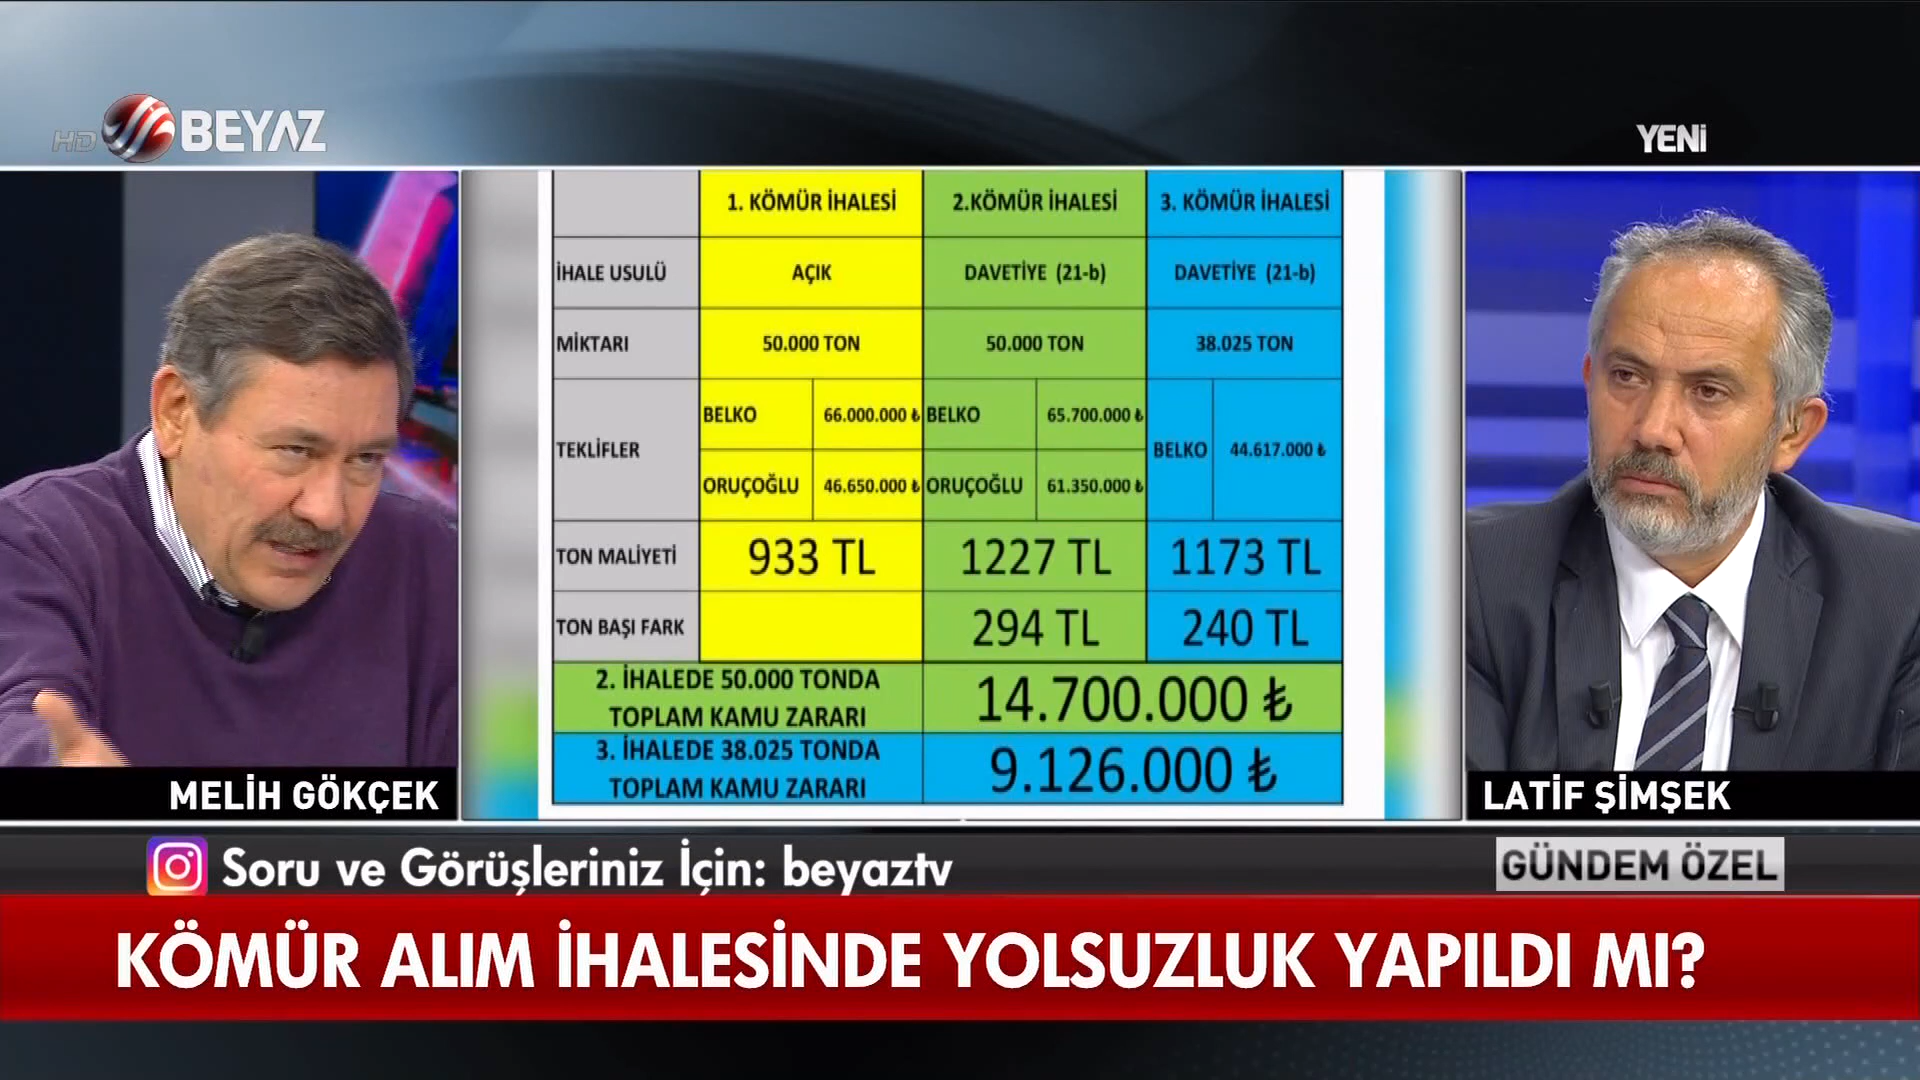 HD BEYAZ
YENİ
1. KÖMÜR İHALESİ 2.KÖMÜR İHALESİ 3. KÖMÜR İHALESİ
İHALE USULÜ AÇIK DAVETİYE (21-b) DAVETİYE (21-b)
MİKTARI 50.000 TON 50.000 TON 38.025 TON
TEKLİFLER
BELKO 66.000.000 ₺ BELKO 65.700.000 ₺
BELKO 44.617.000 ₺
ORUÇOĞLU 46.650.000 ₺ ORUÇOĞLU 61.350.000 ₺
TON MALİYETİ 933 TL 1227 TL 1173 TL
TON BAŞI FARK 294 TL 240 TL
2. İHALEDE 50.000 TONDA
TOPLAM KAMU ZARARI
14.700.000 ₺
3. İHALEDE 38.025 TONDA
TOPLAM KAMU ZARARI
9.126.000 ₺
MELİH GÖKÇEK
LATİF ŞİMŞEK
Soru ve Görüşleriniz İçin: beyaztv
GÜNDEM ÖZEL
KÖMÜR ALIM İHALESİNDE YOLSUZLUK YAPILDI MI?